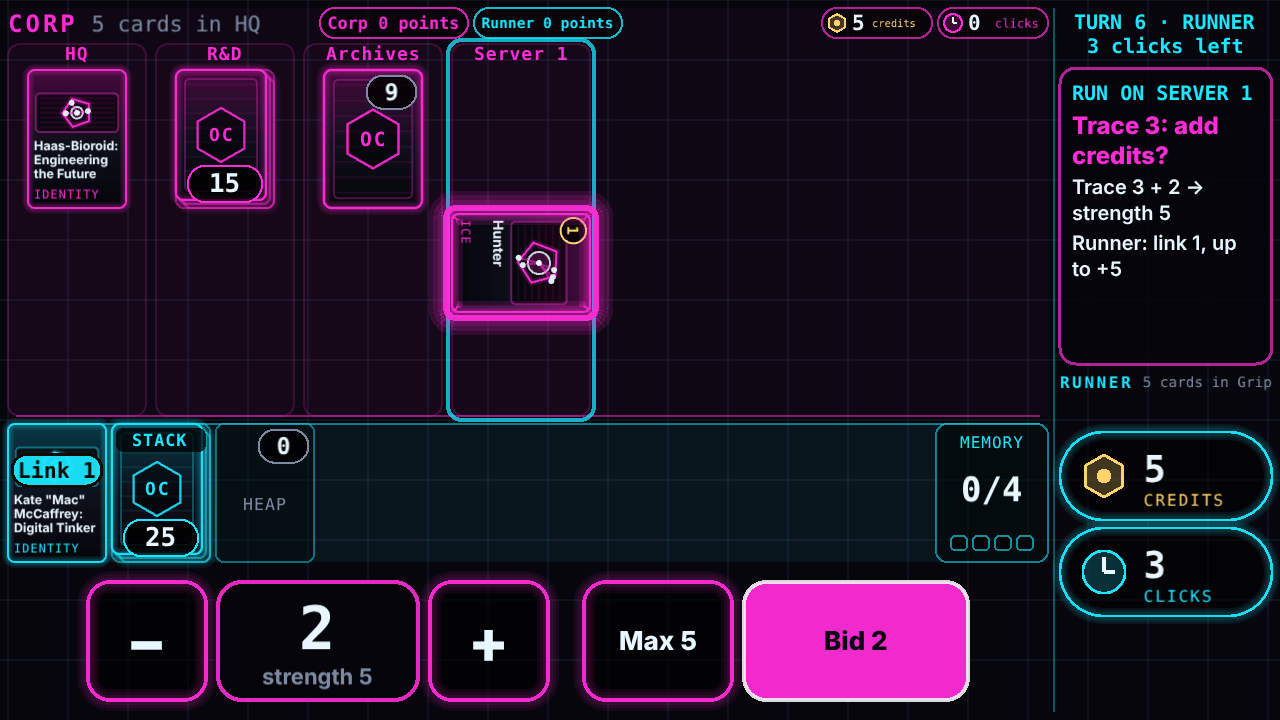 CORP 5 cards in HQ
Corp 0 points
Runner 0 points
5 credits
0 clicks
TURN 6 · RUNNER
3 clicks left
HQ
R&D
Archives
Server 1
Haas-Bioroid:
Engineering
the Future
IDENTITY
OC
15
9
OC
ICE
Hunter
1
RUN ON SERVER 1
Trace 3: add
credits?
Trace 3 + 2 →
strength 5
Runner: link 1, up
to +5
RUNNER 5 cards in Grip
Link 1
Kate "Mac"
McCaffrey:
Digital Tinker
IDENTITY
STACK
OC
25
0
HEAP
MEMORY
0/4
5
CREDITS
3
CLICKS
−
2
strength 5
+
Max 5
Bid 2